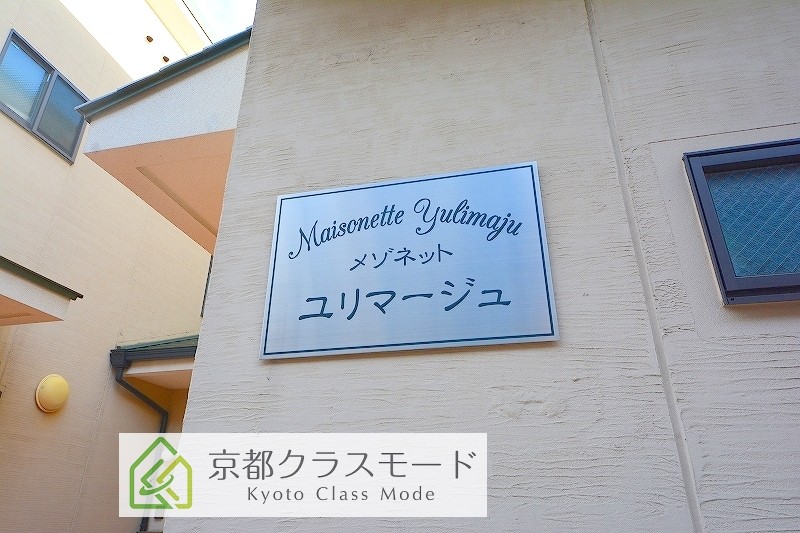 Maisonette Yulimaju
メゾネット
ユリマージュ
京都クラスモード
Kyoto Class Mode